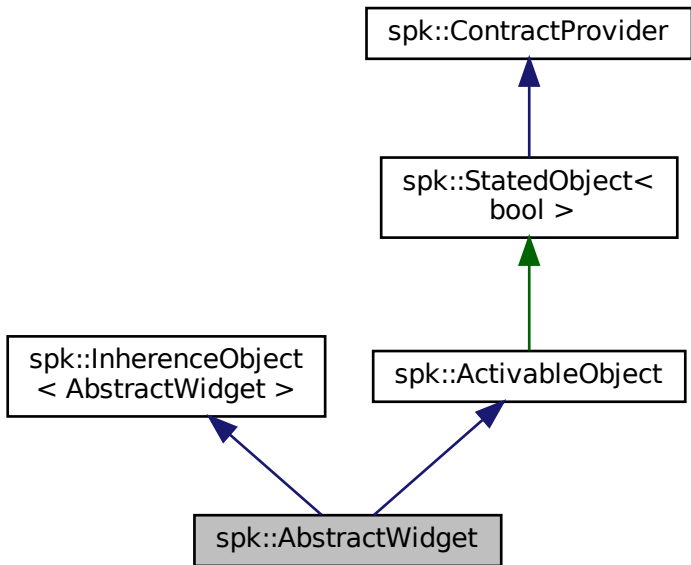 spk::ContractProvider
spk::StatedObject<
bool >
spk::InherenceObject
< AbstractWidget >
spk::ActivableObject
spk::AbstractWidget